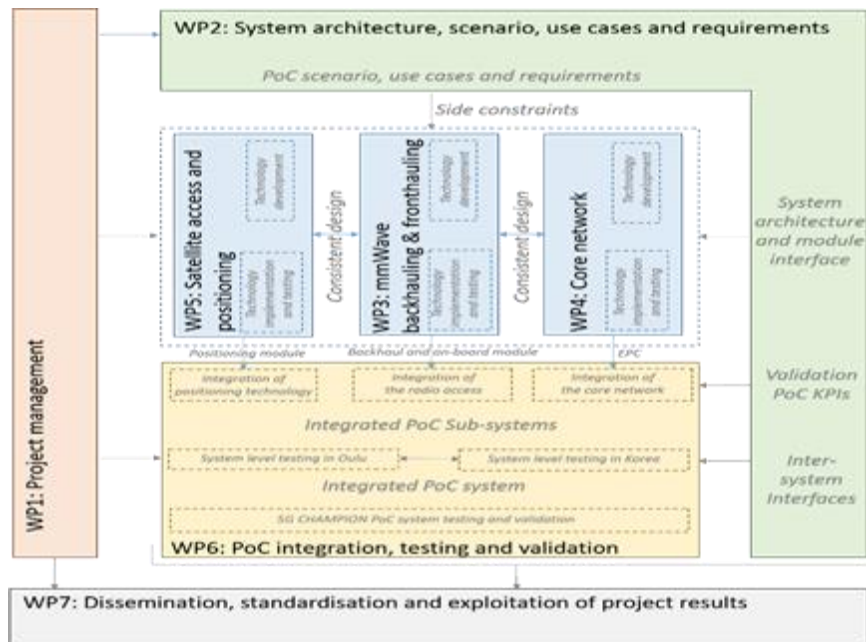 WP2: System architecture, scenario, use cases and requirements
PoC scenario, use cases and requirements
Side constraints
WP1: Project management
WP5: Satellite access and
positioning
Technology
development
Technology
implementation
and testing
Consistent design
WP3: mmWave
backhauling & fronthauling
Technology
development
Technology
implementation
and testing
Consistent design
WP4: Core network
Technology
development
Technology
implementation
and testing
System
architecture
and module
interface
Positioning module
Backhaul and on-board module
EPC
Integration of
positioning technology
Integration of
the radio access
Integration of
the core network
Validation
PoC KPIs
Integrated PoC Sub-systems
System level testing in Oulu
System level testing in Korea
Inter-
system
Interfaces
Integrated PoC system
5G CHAMPION PoC system testing and validation
WP6: PoC integration, testing and validation
WP7: Dissemination, standardisation and exploitation of project results